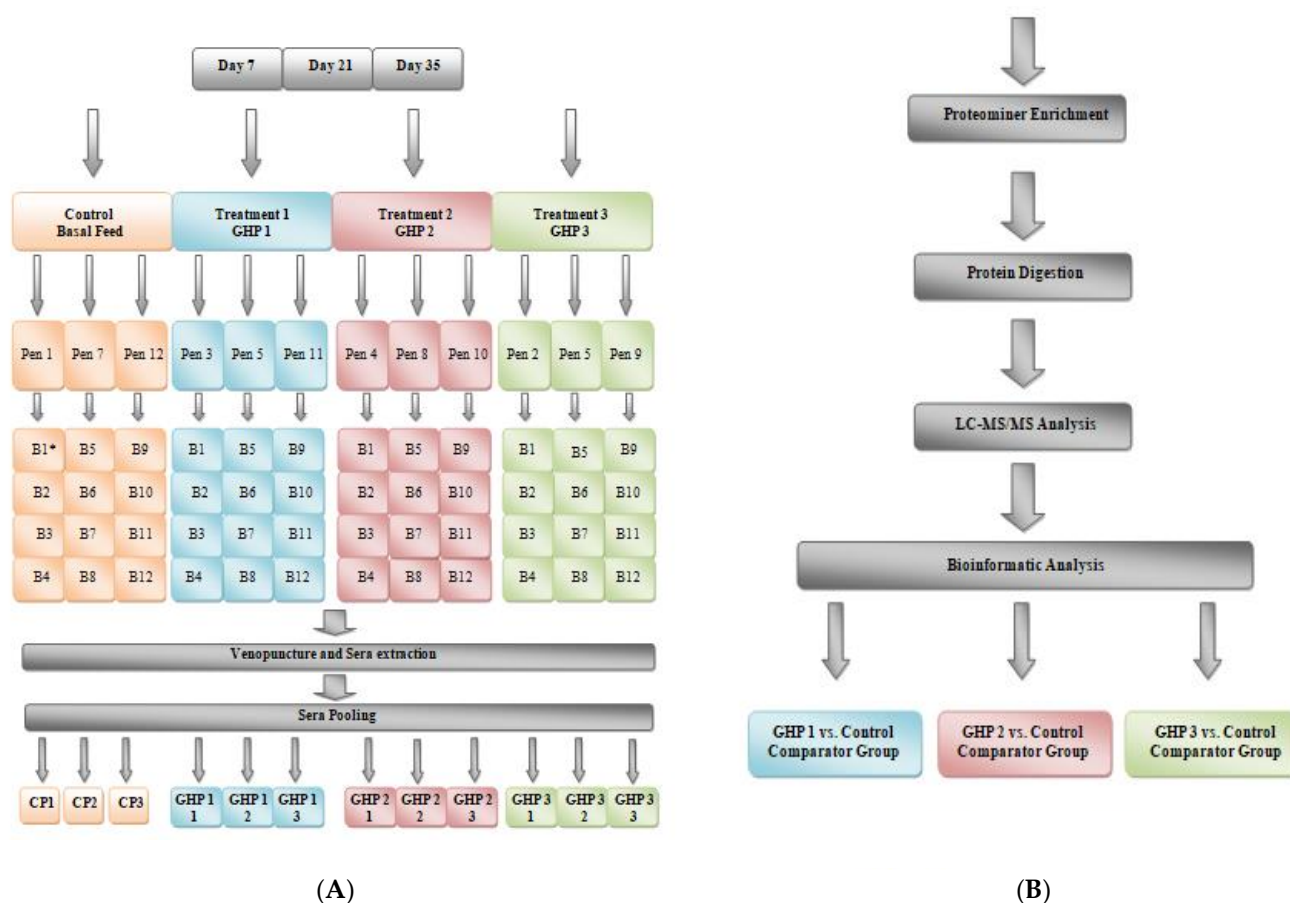 Day 7 Day 21 Day 35
Control Treatment 1 Treatment 2 Treatment 3
Basal Feed GHP 1 GHP 2 GHP 3
Pen 1 Pen 7 Pen 12 Pen 3 Pen 5 Pen 11 Pen 4 Pen 8 Pen 10 Pen 2 Pen 5 Pen 9
B1* B5 B9 B1 B5 B9 B1 B5 B9 B1 B5 B9
B2 B6 B10 B2 B6 B10 B2 B6 B10 B2 B6 B10
B3 B7 B11 B3 B7 B11 B3 B7 B11 B3 B7 B11
B4 B8 B12 B4 B8 B12 B4 B8 B12 B4 B8 B12
Venopuncture and Sera extraction
Sera Pooling
CP1 CP2 CP3 GHP 1 GHP 1 GHP 1 GHP 2 GHP 2 GHP 2 GHP 3 GHP 3 GHP 3
1 2 3 1 2 3 1 2 3
(A)
Proteominer Enrichment
Protein Digestion
LC-MS/MS Analysis
Bioinformatic Analysis
GHP 1 vs. Control GHP 2 vs. Control GHP 3 vs. Control
Comparator Group Comparator Group Comparator Group
(B)